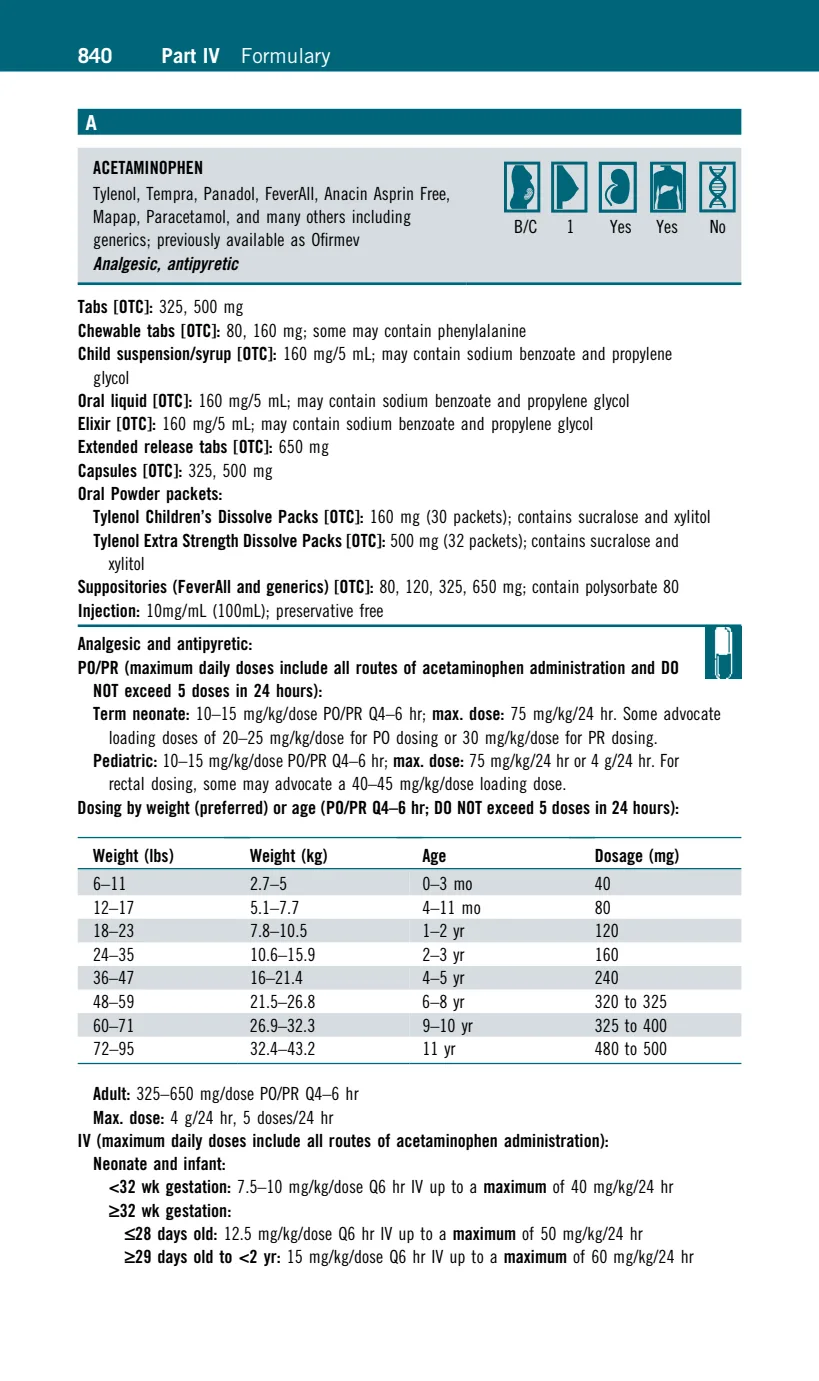 840 Part IV Formulary
A
ACETAMINOPHEN
Tylenol, Tempra, Panadol, FeverAll, Anacin Asprin Free,
Mapap, Paracetamol, and many others including
generics; previously available as Ofirmev
Analgesic, antipyretic
B/C 1 Yes Yes No
Tabs [OTC]: 325, 500 mg
Chewable tabs [OTC]: 80, 160 mg; some may contain phenylalanine
Child suspension/syrup [OTC]: 160 mg/5 mL; may contain sodium benzoate and propylene
glycol
Oral liquid [OTC]: 160 mg/5 mL; may contain sodium benzoate and propylene glycol
Elixir [OTC]: 160 mg/5 mL; may contain sodium benzoate and propylene glycol
Extended release tabs [OTC]: 650 mg
Capsules [OTC]: 325, 500 mg
Oral Powder packets:
Tylenol Children's Dissolve Packs [OTC]: 160 mg (30 packets); contains sucralose and xylitol
Tylenol Extra Strength Dissolve Packs [OTC]: 500 mg (32 packets); contains sucralose and
xylitol
Suppositories (FeverAll and generics) [OTC]: 80, 120, 325, 650 mg; contain polysorbate 80
Injection: 10mg/mL (100mL); preservative free
Analgesic and antipyretic:
PO/PR (maximum daily doses include all routes of acetaminophen administration and DO
NOT exceed 5 doses in 24 hours):
Term neonate: 10–15 mg/kg/dose PO/PR Q4–6 hr; max. dose: 75 mg/kg/24 hr. Some advocate
loading doses of 20–25 mg/kg/dose for PO dosing or 30 mg/kg/dose for PR dosing.
Pediatric: 10–15 mg/kg/dose PO/PR Q4–6 hr; max. dose: 75 mg/kg/24 hr or 4 g/24 hr. For
rectal dosing, some may advocate a 40–45 mg/kg/dose loading dose.
Dosing by weight (preferred) or age (PO/PR Q4–6 hr; DO NOT exceed 5 doses in 24 hours):
Weight (lbs) Weight (kg) Age Dosage (mg)
6–11 2.7–5 0–3 mo 40
12–17 5.1–7.7 4–11 mo 80
18–23 7.8–10.5 1–2 yr 120
24–35 10.6–15.9 2–3 yr 160
36–47 16–21.4 4–5 yr 240
48–59 21.5–26.8 6–8 yr 320 to 325
60–71 26.9–32.3 9–10 yr 325 to 400
72–95 32.4–43.2 11 yr 480 to 500
Adult: 325–650 mg/dose PO/PR Q4–6 hr
Max. dose: 4 g/24 hr, 5 doses/24 hr
IV (maximum daily doses include all routes of acetaminophen administration):
Neonate and infant:
<32 wk gestation: 7.5–10 mg/kg/dose Q6 hr IV up to a maximum of 40 mg/kg/24 hr
≥32 wk gestation:
≤28 days old: 12.5 mg/kg/dose Q6 hr IV up to a maximum of 50 mg/kg/24 hr
≥29 days old to <2 yr: 15 mg/kg/dose Q6 hr IV up to a maximum of 60 mg/kg/24 hr